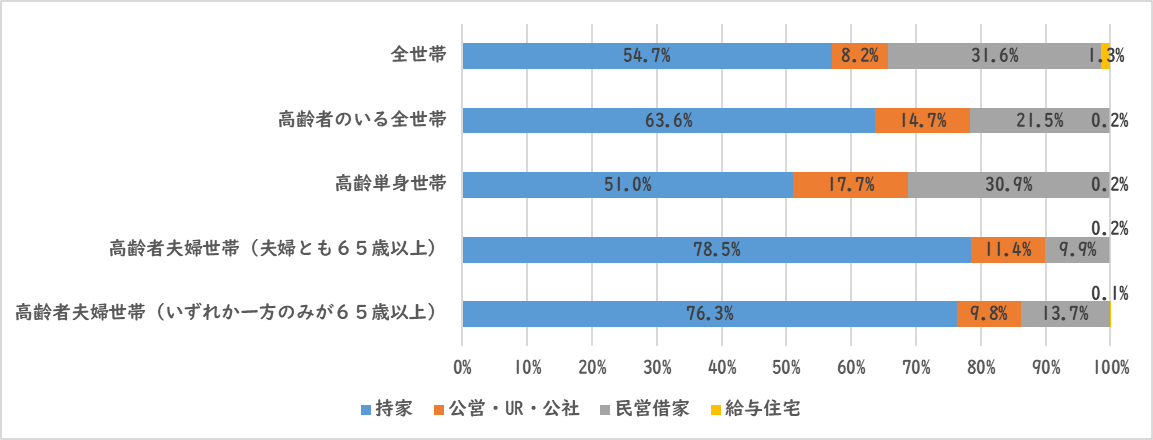 全世帯 54.7% 8.2% 31.6% 1.3%
高齢者のいる全世帯 63.6% 14.7% 21.5% 0.2%
高齢単身世帯 51.0% 17.7% 30.9% 0.2%
0.2%
高齢者夫婦世帯（夫婦とも６５歳以上） 78.5% 11.4% 9.9%
0.1%
高齢者夫婦世帯（いずれか一方のみが６５歳以上） 76.3% 9.8% 13.7%
0% 10% 20% 30% 40% 50% 60% 70% 80% 90% 100%
持家 公営・UR・公社 民営借家 給与住宅